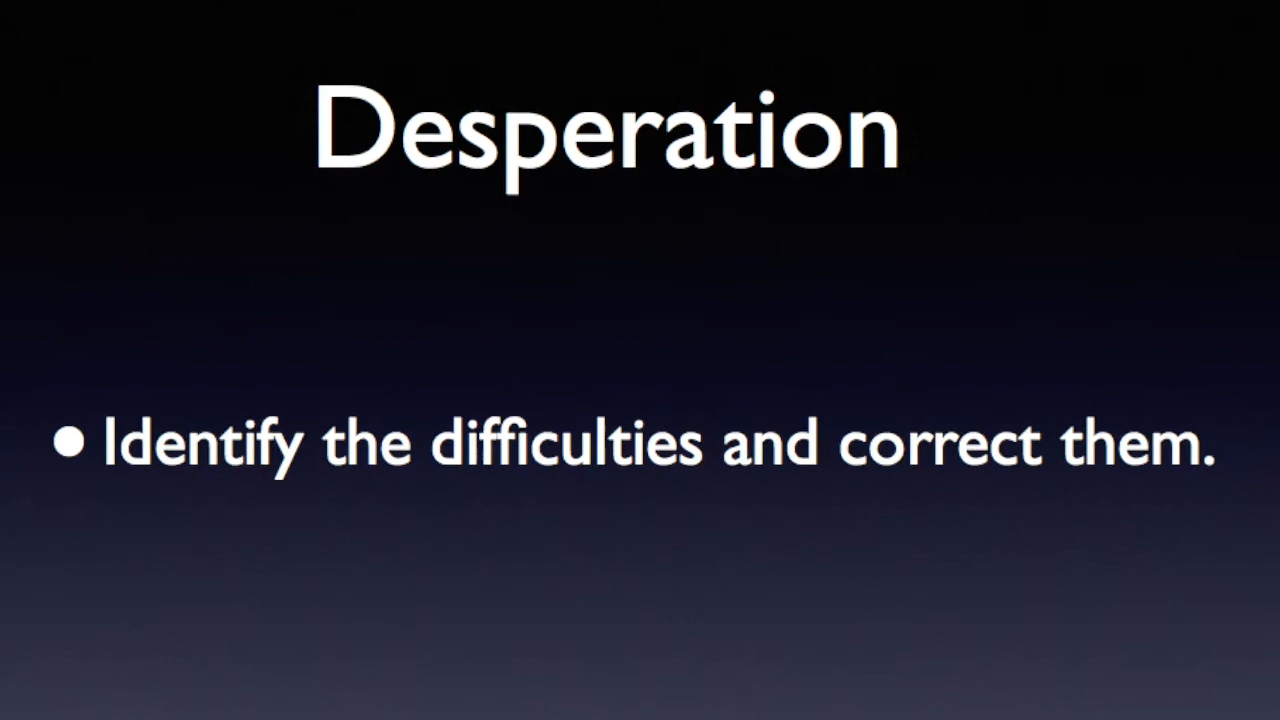 Desperation
• Identify the difficulties and correct them.